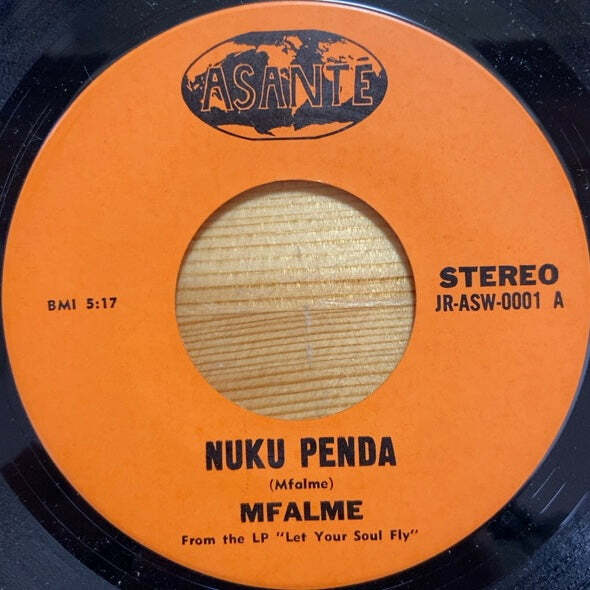 ASANTE
BMI 5:17
STEREO
JR-ASW-0001 A
NUKU PENDA
(Mfalme)
MFALME
From the LP "Let Your Soul Fly"